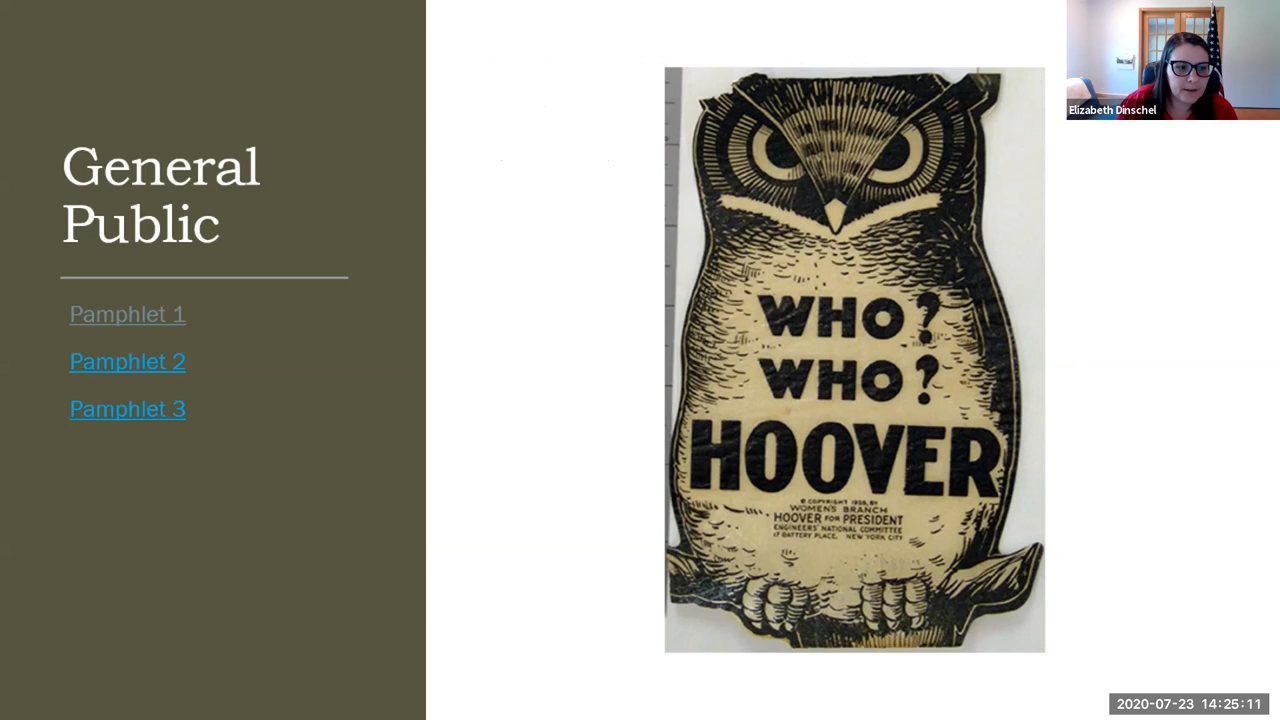 General
Public
Pamphlet 1
Pamphlet 2
Pamphlet 3
WHO?
WHO?
HOOVER
© COPYRIGHT 1928, BY
WOMEN'S BRANCH
HOOVER FOR PRESIDENT
ENGINEERS' NATIONAL COMMITTEE
17 BATTERY PLACE, NEW YORK CITY
Elizabeth Dinschel
2020-07-23 14:25:11